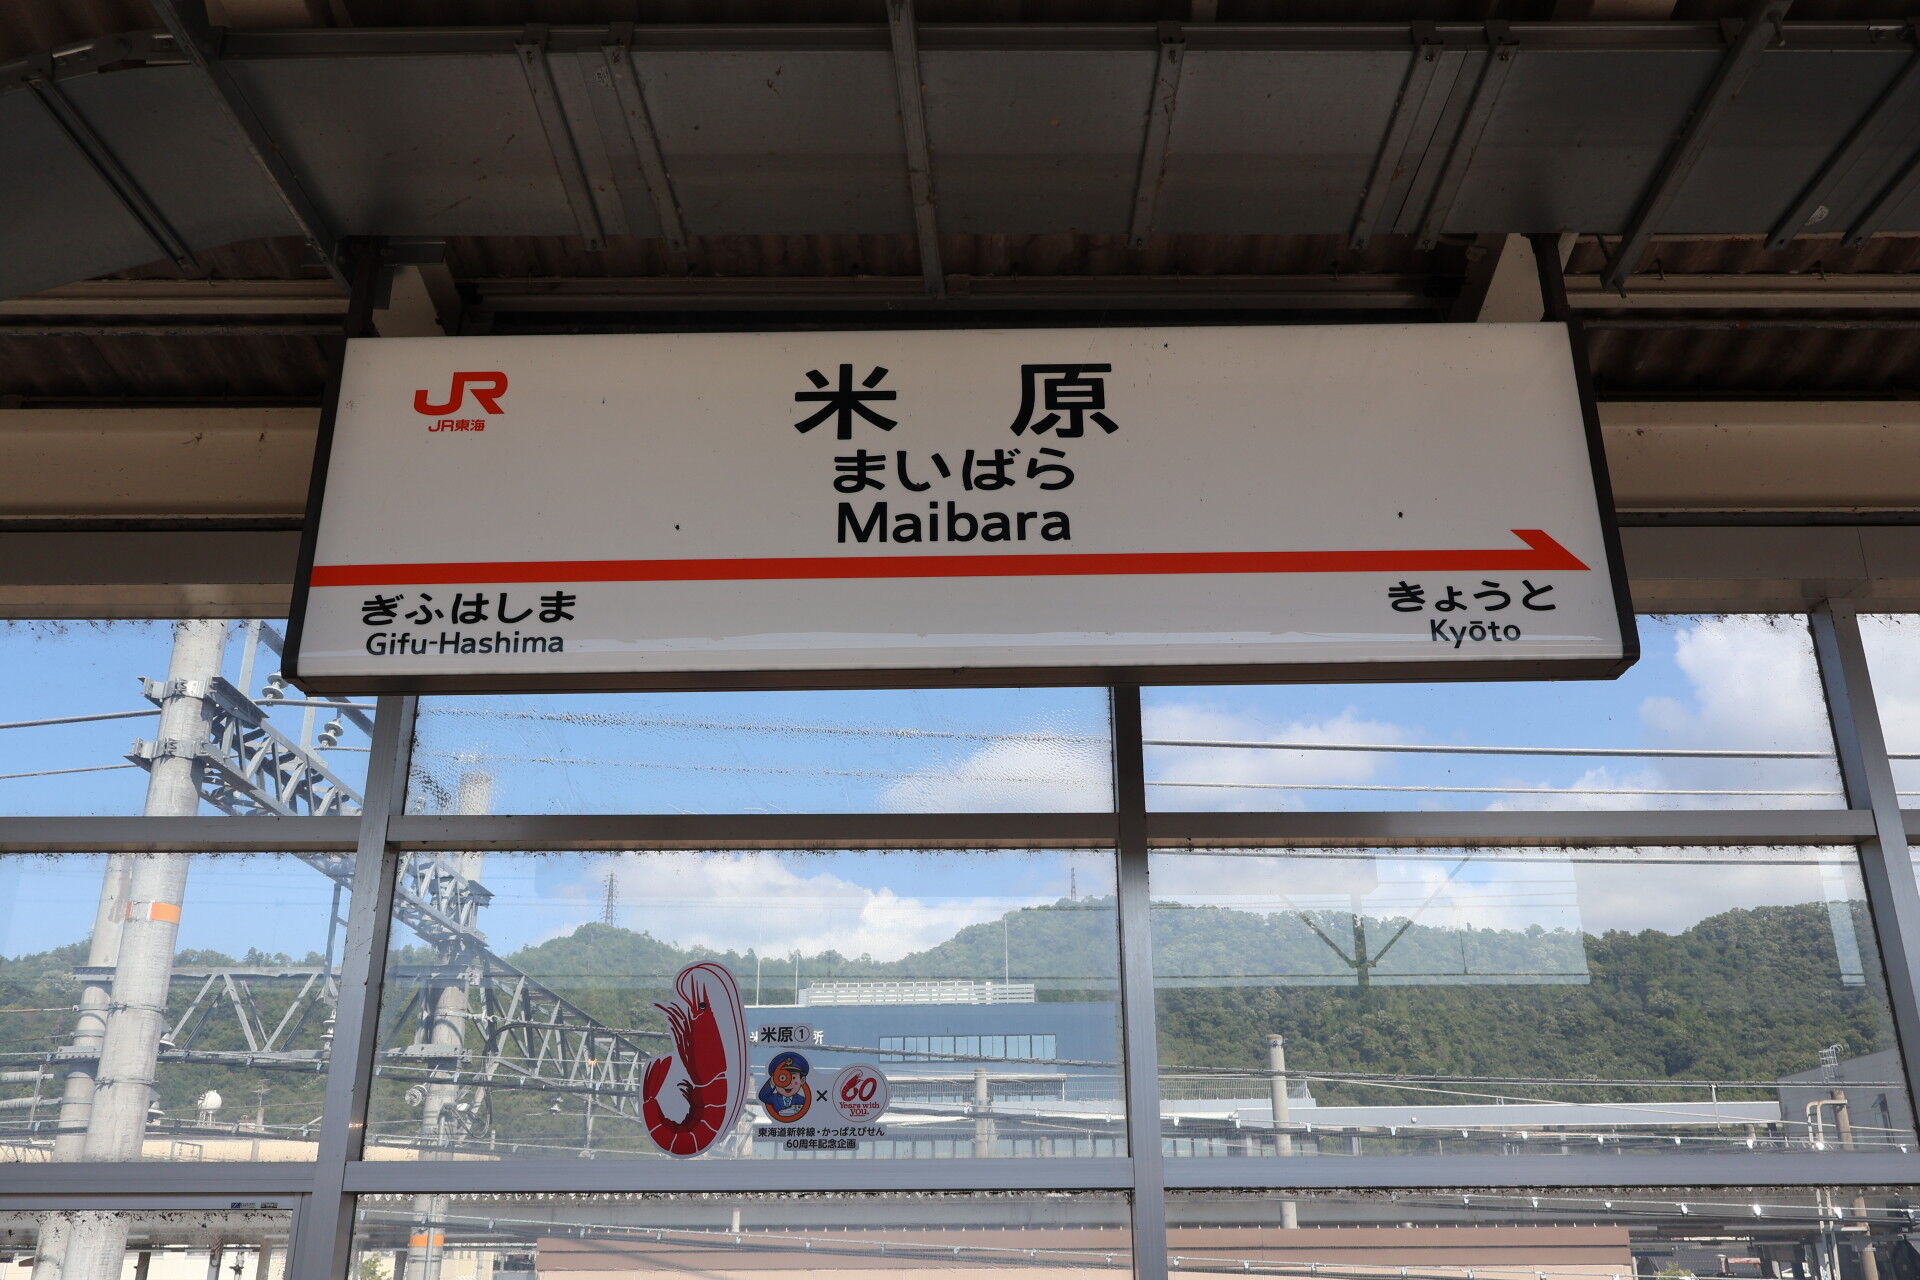 JR
JR東海
米原
まいばら
Maibara
ぎふはしま
Gifu-Hashima
きょうと
Kyōto
米原①
所
×
60
Years with you.
東海道新幹線・かっぱえびせん
60周年記念企画